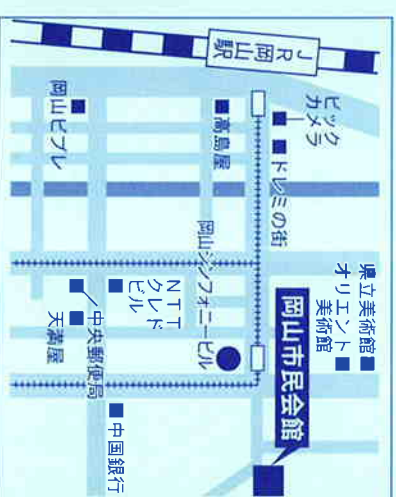 JR岡山駅
ビック
カメラ
ドレミの街
高島屋
岡山ビブレ
県立美術館
オリエント
美術館
岡山市民会館
岡山シンフォニービル
NTT
クレド
ビル
中央郵便局
天満屋
中国銀行